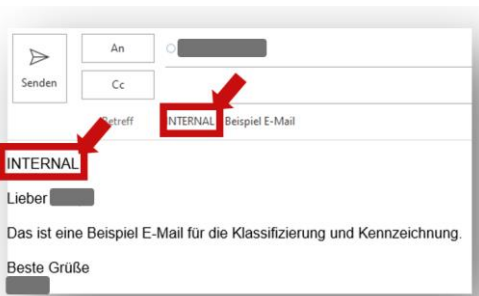 An
Senden
Cc
Betreff INTERNAL Beispiel E-Mail
INTERNAL
Lieber
Das ist eine Beispiel E-Mail für die Klassifizierung und Kennzeichnung.
Beste Grüße